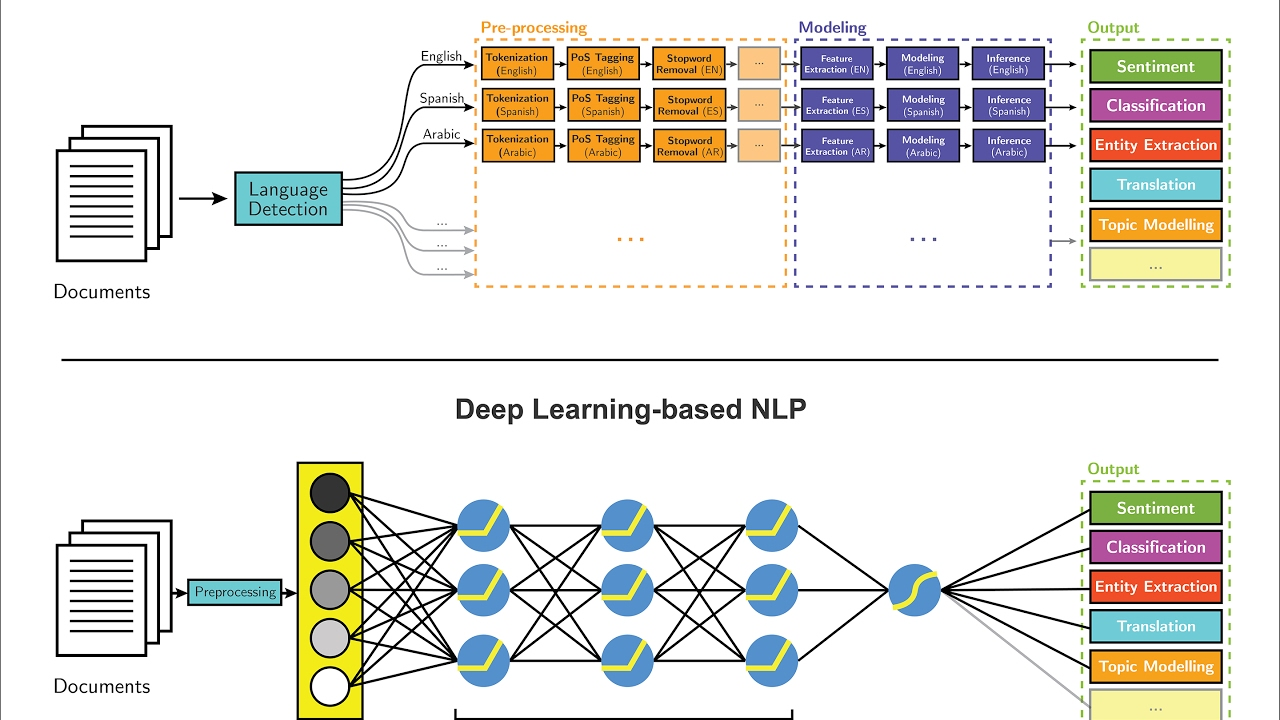 Pre-processing
Modeling
Output
English
Tokenization
(English)
PoS Tagging
(English)
Stopword
Removal (EN)
...
Feature
Extraction (EN)
Modeling
(English)
Inference
(English)
Sentiment
Spanish
Tokenization
(Spanish)
PoS Tagging
(Spanish)
Stopword
Removal (ES)
...
Feature
Extraction (ES)
Modeling
(Spanish)
Inference
(Spanish)
Classification
Arabic
Tokenization
(Arabic)
PoS Tagging
(Arabic)
Stopword
Removal (AR)
...
Feature
Extraction (AR)
Modeling
(Arabic)
Inference
(Arabic)
Entity Extraction
Language
Detection
Translation
Topic Modelling
...
...
...
...
...
...
Documents
Deep Learning-based NLP
Output
Documents
Preprocessing
Sentiment
Classification
Entity Extraction
Translation
Topic Modelling
...